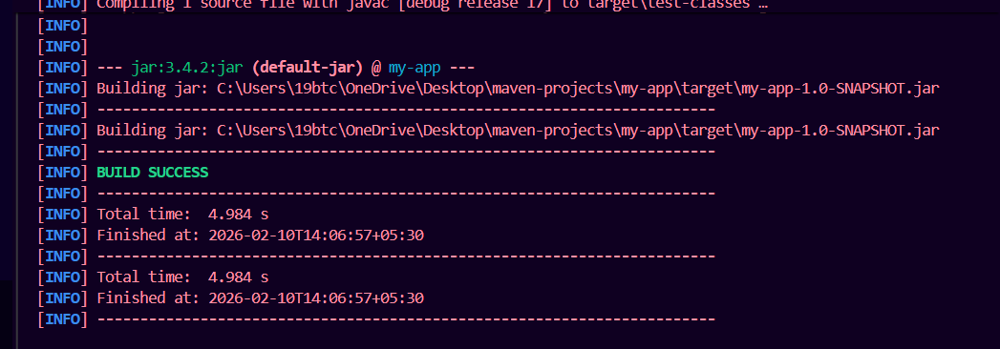 [INFO] Compiling 1 source file with javac [debug release 17] to target\test-classes …
[INFO]
[INFO]
[INFO] --- jar:3.4.2:jar (default-jar) @ my-app ---
[INFO] Building jar: C:\Users\19btc\OneDrive\Desktop\maven-projects\my-app\target\my-app-1.0-SNAPSHOT.jar
[INFO] ------------------------------------------------------------------------
[INFO] Building jar: C:\Users\19btc\OneDrive\Desktop\maven-projects\my-app\target\my-app-1.0-SNAPSHOT.jar
[INFO] ------------------------------------------------------------------------
[INFO] BUILD SUCCESS
[INFO] ------------------------------------------------------------------------
[INFO] Total time:  4.984 s
[INFO] Finished at: 2026-02-10T14:06:57+05:30
[INFO] ------------------------------------------------------------------------
[INFO] Total time:  4.984 s
[INFO] Finished at: 2026-02-10T14:06:57+05:30
[INFO] ------------------------------------------------------------------------